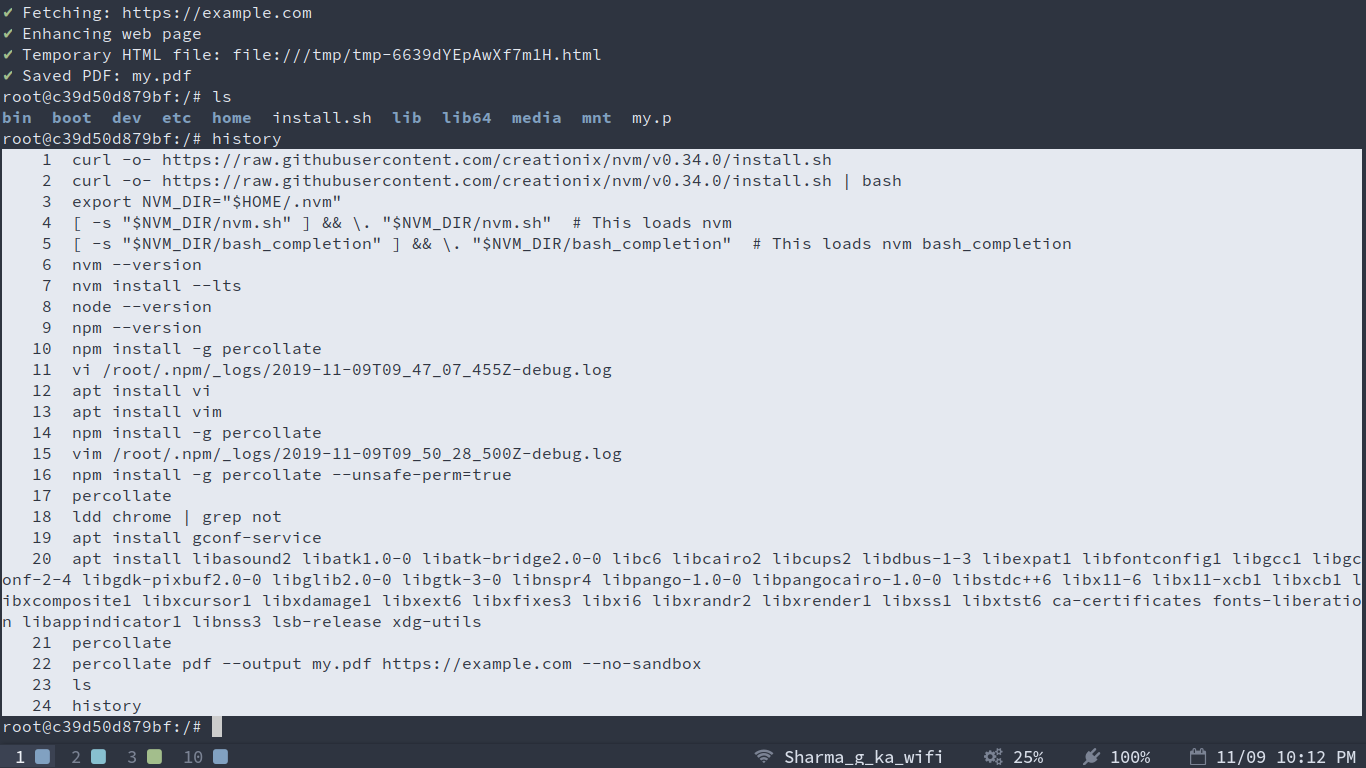 ✔ Fetching: https://example.com
✔ Enhancing web page
✔ Temporary HTML file: file:///tmp/tmp-6639dYEpAwXf7m1H.html
✔ Saved PDF: my.pdf
root@c39d50d879bf:/# ls
bin  boot  dev  etc  home  install.sh  lib  lib64  media  mnt  my.p
root@c39d50d879bf:/# history
    1  curl -o- https://raw.githubusercontent.com/creationix/nvm/v0.34.0/install.sh
    2  curl -o- https://raw.githubusercontent.com/creationix/nvm/v0.34.0/install.sh | bash
    3  export NVM_DIR="$HOME/.nvm"
    4  [ -s "$NVM_DIR/nvm.sh" ] && \. "$NVM_DIR/nvm.sh"  # This loads nvm
    5  [ -s "$NVM_DIR/bash_completion" ] && \. "$NVM_DIR/bash_completion"  # This loads nvm bash_completion
    6  nvm --version
    7  nvm install --lts
    8  node --version
    9  npm --version
   10  npm install -g percollate
   11  vi /root/.npm/_logs/2019-11-09T09_47_07_455Z-debug.log
   12  apt install vi
   13  apt install vim
   14  npm install -g percollate
   15  vim /root/.npm/_logs/2019-11-09T09_50_28_500Z-debug.log
   16  npm install -g percollate --unsafe-perm=true
   17  percollate
   18  ldd chrome | grep not
   19  apt install gconf-service
   20  apt install libasound2 libatk1.0-0 libatk-bridge2.0-0 libc6 libcairo2 libcups2 libdbus-1-3 libexpat1 libfontconfig1 libgcc1 libgc
onf-2-4 libgdk-pixbuf2.0-0 libglib2.0-0 libgtk-3-0 libnspr4 libpango-1.0-0 libpangocairo-1.0-0 libstdc++6 libx11-6 libx11-xcb1 libxcb1 l
ibxcomposite1 libxcursor1 libxdamage1 libxext6 libxfixes3 libxi6 libxrandr2 libxrender1 libxss1 libxtst6 ca-certificates fonts-liberatio
n libappindicator1 libnss3 lsb-release xdg-utils
   21  percollate
   22  percollate pdf --output my.pdf https://example.com --no-sandbox
   23  ls
   24  history
root@c39d50d879bf:/#
1 2 3 10 Sharma_g_ka_wifi 25% 100% 11/09 10:12 PM